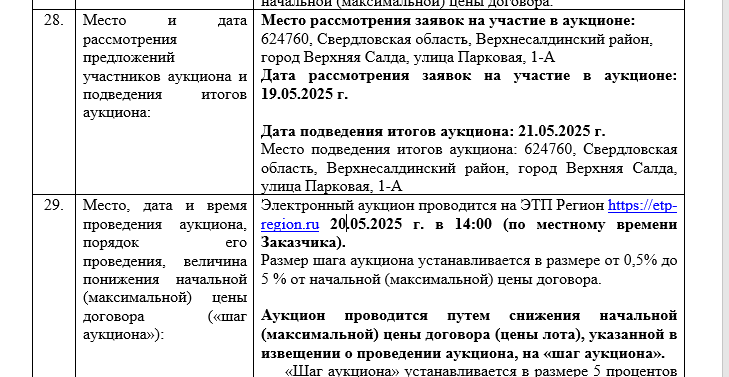 начальной (максимальной) цены договора.
28.
Место и дата
рассмотрения
предложений
участников аукциона и
подведения итогов
аукциона:
Место рассмотрения заявок на участие в аукционе:
624760, Свердловская область, Верхнесалдинский район,
город Верхняя Салда, улица Парковая, 1-А
Дата рассмотрения заявок на участие в аукционе:
19.05.2025 г.
Дата подведения итогов аукциона: 21.05.2025 г.
Место подведения итогов аукциона: 624760, Свердловская
область, Верхнесалдинский район, город Верхняя Салда,
улица Парковая, 1-А
29.
Место, дата и время
проведения аукциона,
порядок его
проведения, величина
понижения начальной
(максимальной) цены
договора («шаг
аукциона»):
Электронный аукцион проводится на ЭТП Регион https://etp-
region.ru 20.05.2025 г. в 14:00 (по местному времени
Заказчика).
Размер шага аукциона устанавливается в размере от 0,5% до
5 % от начальной (максимальной) цены договора.
Аукцион проводится путем снижения начальной
(максимальной) цены договора (цены лота), указанной в
извещении о проведении аукциона, на «шаг аукциона».
«Шаг аукциона» устанавливается в размере 5 процентов